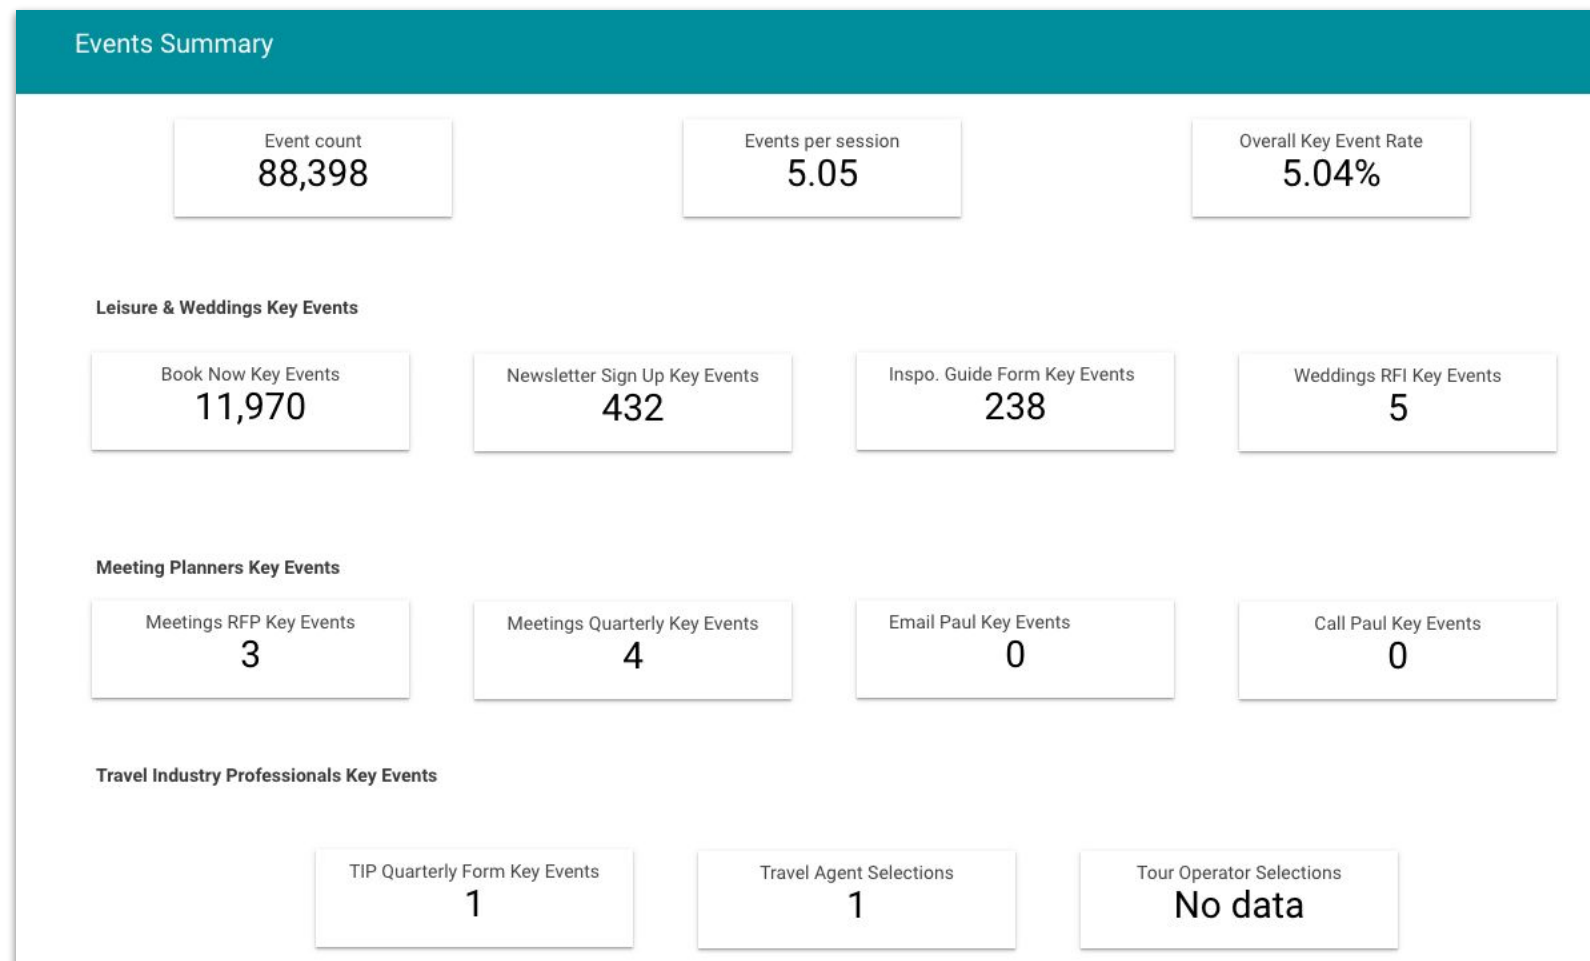 Events Summary
Event count
88,398
Events per session
5.05
Overall Key Event Rate
5.04%
Leisure & Weddings Key Events
Book Now Key Events
11,970
Newsletter Sign Up Key Events
432
Inspo. Guide Form Key Events
238
Weddings RFI Key Events
5
Meeting Planners Key Events
Meetings RFP Key Events
3
Meetings Quarterly Key Events
4
Email Paul Key Events
0
Call Paul Key Events
0
Travel Industry Professionals Key Events
TIP Quarterly Form Key Events
1
Travel Agent Selections
1
Tour Operator Selections
No data